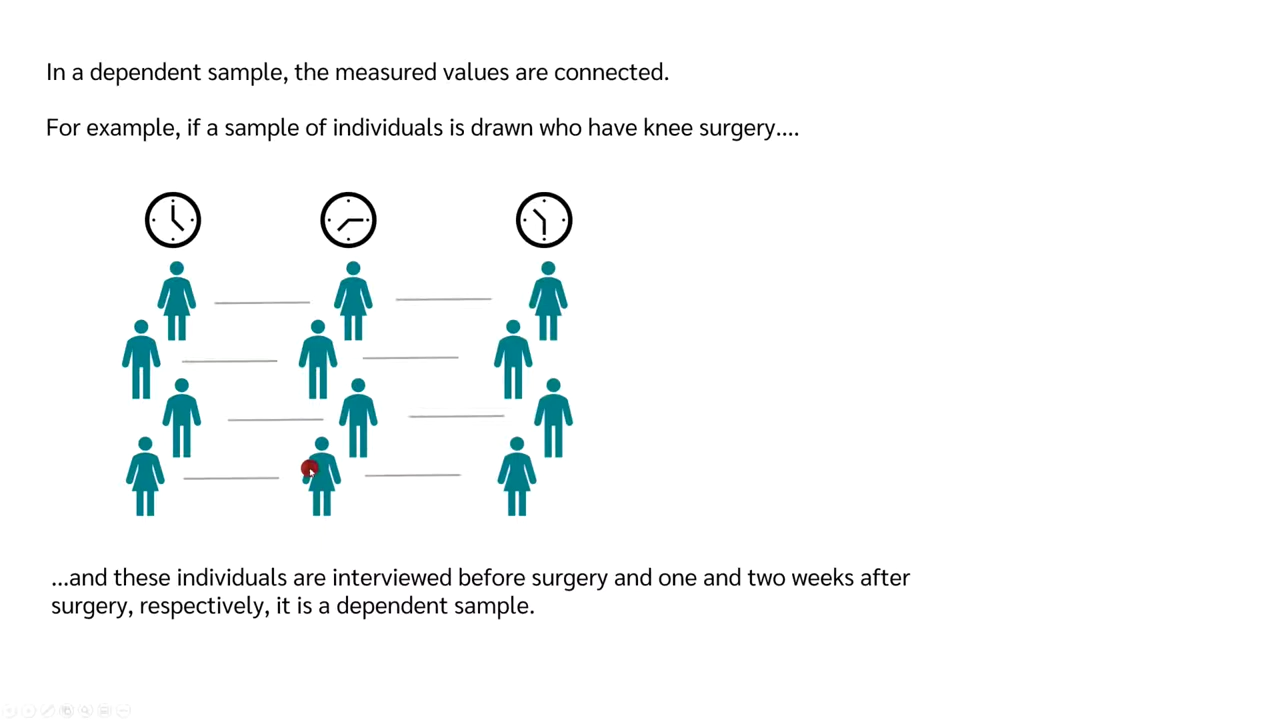 In a dependent sample, the measured values are connected.
For example, if a sample of individuals is drawn who have knee surgery....
...and these individuals are interviewed before surgery and one and two weeks after
surgery, respectively, it is a dependent sample.